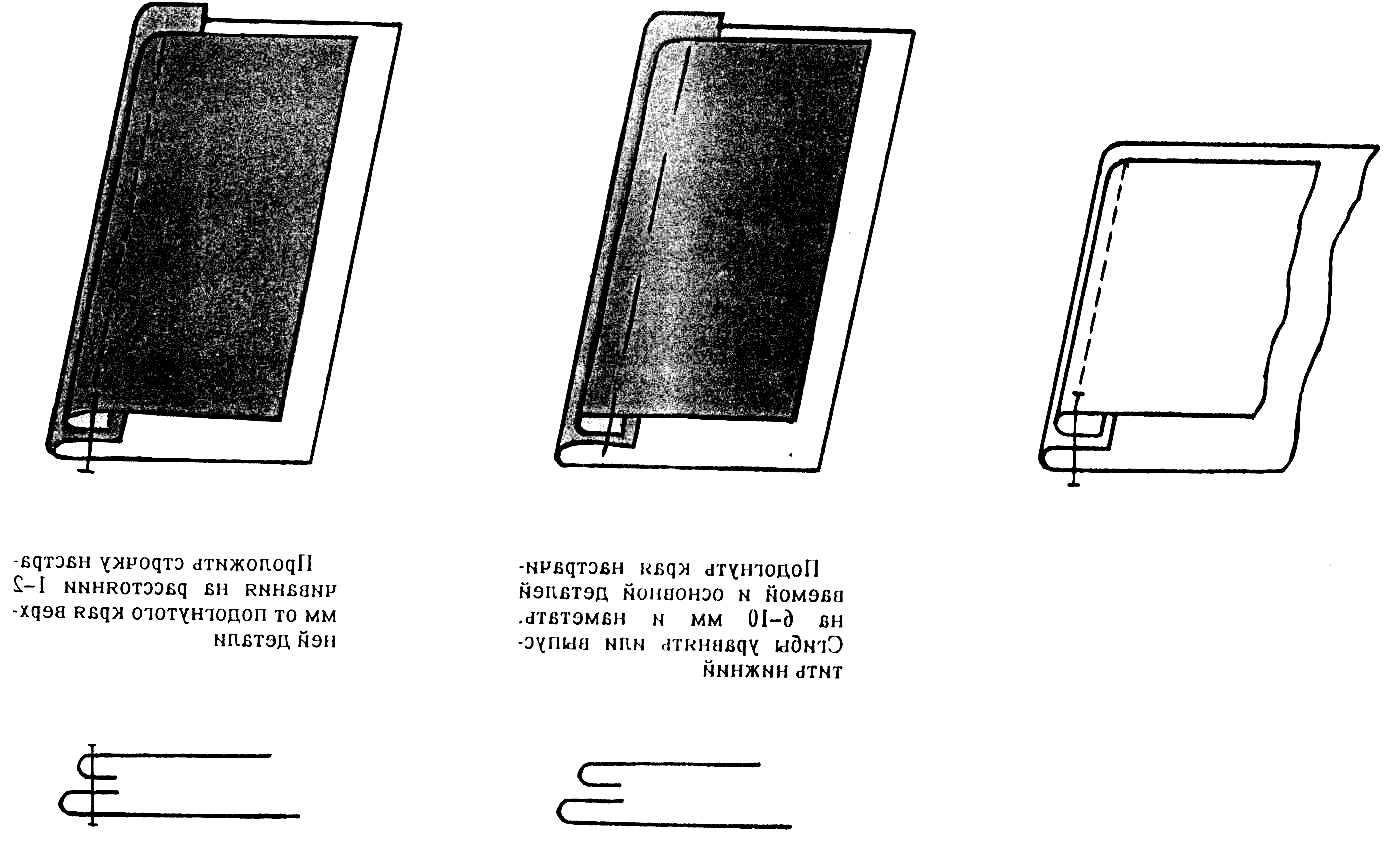 Подогнуть края настрачи-
ваемой и основной деталей
на 6–10 мм и наметать.
Сгибы уравнять или выпус-
тить нижний
Проложить строчку настра-
чивания на расстоянии 1–2
мм от подогнутого края верх-
ней детали